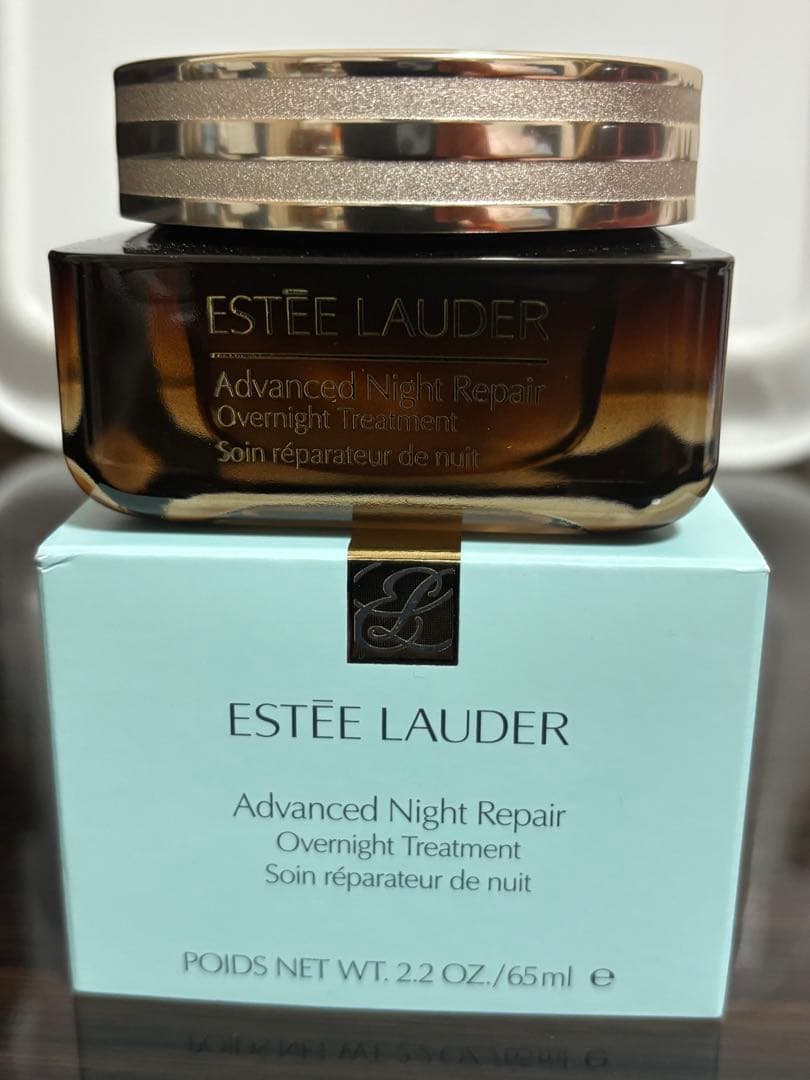 ESTĒE LAUDER
Advanced Night Repair
Overnight Treatment
Soin réparateur de nuit
EL
ESTĒE LAUDER
Advanced Night Repair
Overnight Treatment
Soin réparateur de nuit
POIDS NET WT. 2.2 OZ./65ml ℮